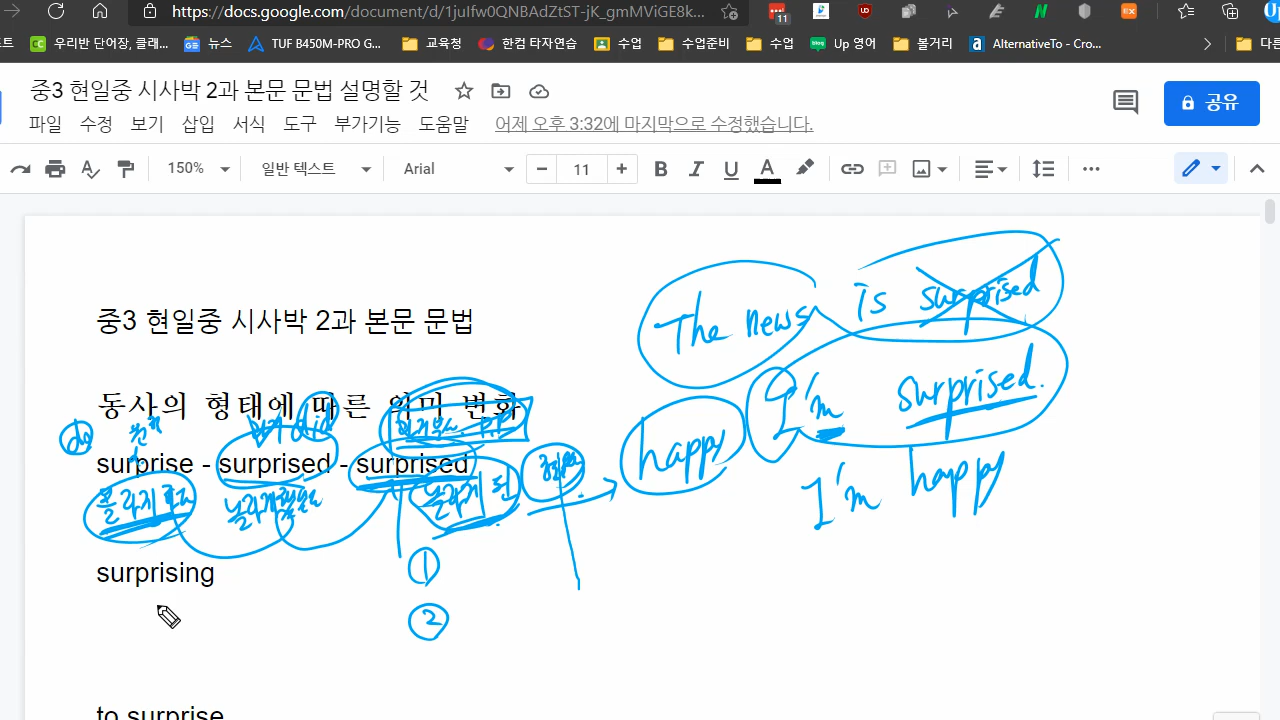 https://docs.google.com/document/d/1julfw0QNBAdZtST-jK_gmMViGE8k...
11
우리반 단어장, 클래... 뉴스 TUF B450M-PRO G... 교육청 한컴 타자연습 수업 수업준비 수업 Up 영어 볼거리 AlternativeTo - Cro... 다른
중3 현일중 시사박 2과 본문 문법 설명할 것
공유
파일 수정 보기 삽입 서식 도구 부가기능 도움말 어제 오후 3:32에 마지막으로 수정했습니다.
150% 일반 텍스트 Arial 11
The news is surprised
중3 현일중 시사박 2과 본문 문법
I'm surprised.
동사의 형태에 따른 의미 변화
do did P.P
happy
surprise - surprised - surprised
I'm happy
놀라게 된
①
surprising
②
to surprise